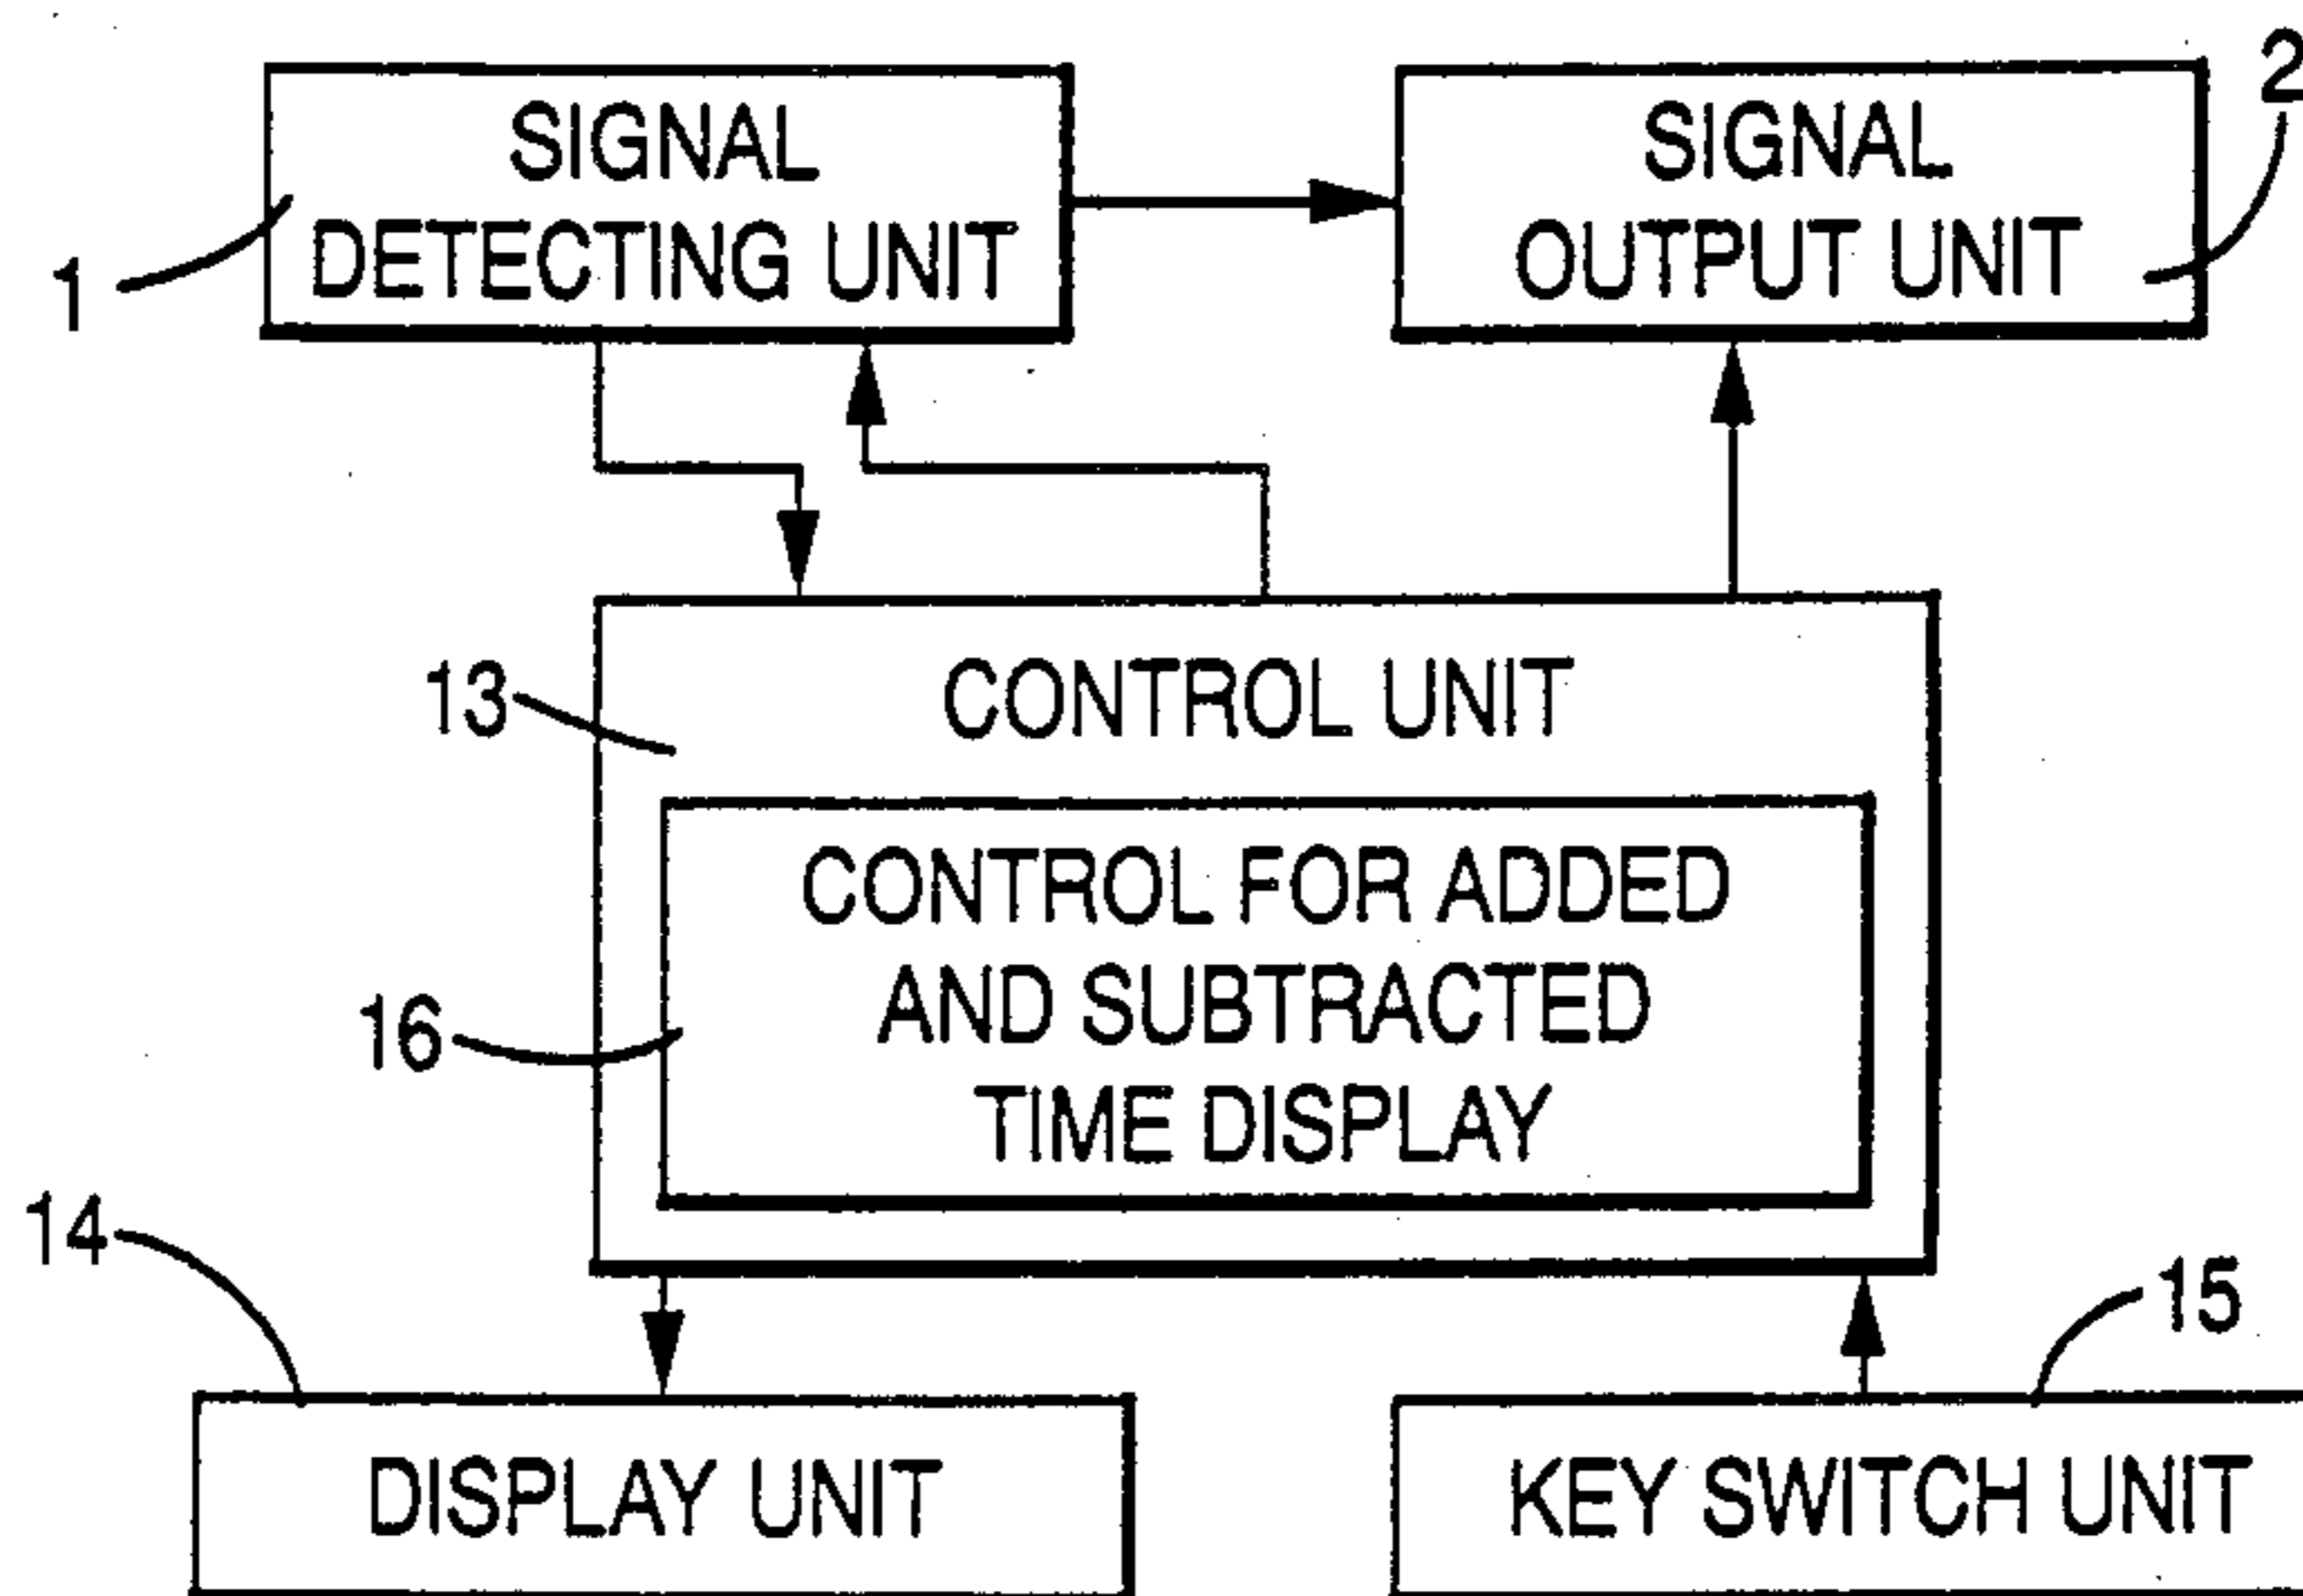 SIGNAL
DETECTING UNIT
1
SIGNAL
OUTPUT UNIT
2
CONTROL UNIT
13
CONTROL FOR ADDED
AND SUBTRACTED
TIME DISPLAY
16
14
DISPLAY UNIT
15
KEY SWITCH UNIT